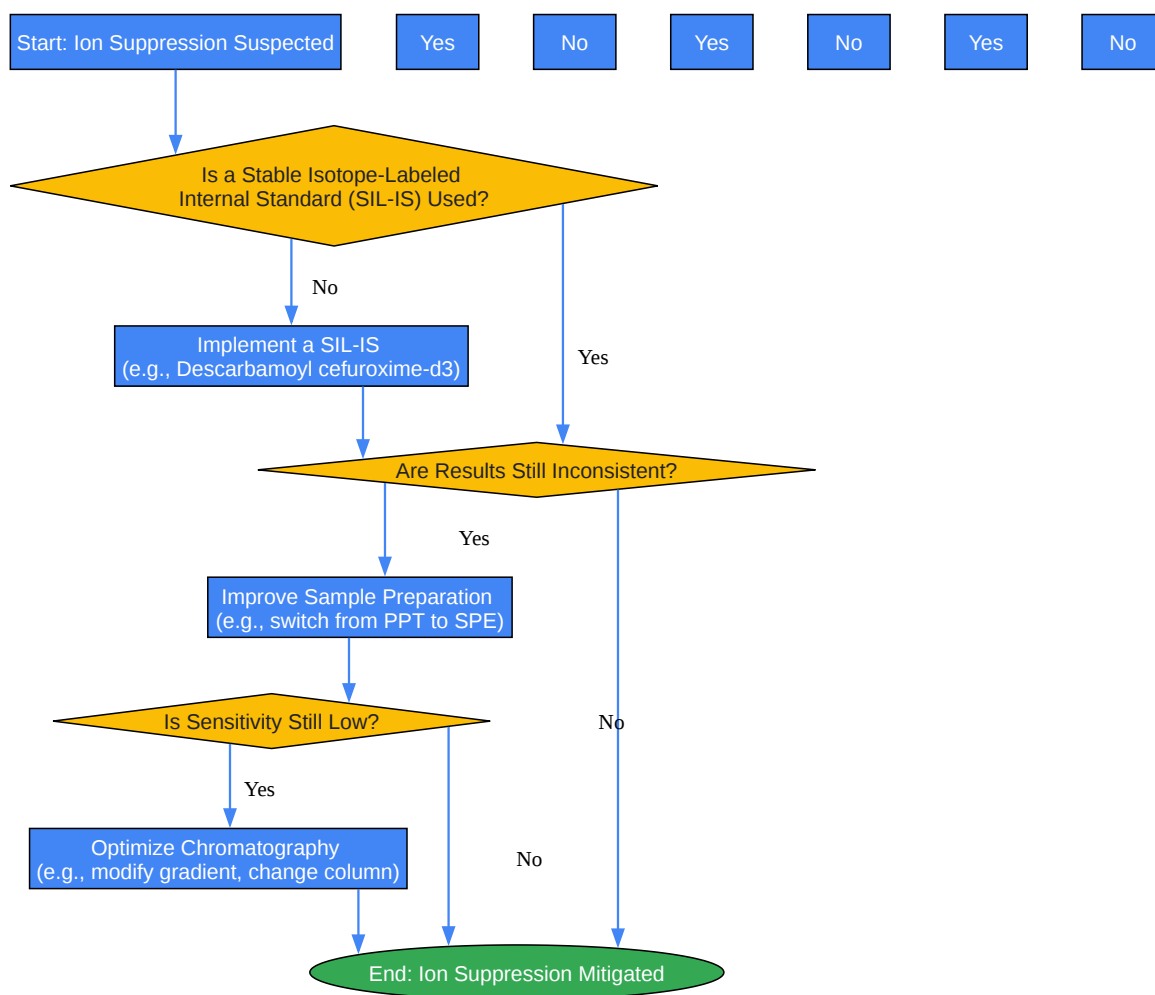 Start: Ion Suppression Suspected
Yes
No
Yes
No
Yes
No
Is a Stable Isotope-Labeled
Internal Standard (SIL-IS) Used?
No
Implement a SIL-IS
(e.g., Descarbamoyl cefuroxime-d3)
Yes
Are Results Still Inconsistent?
Yes
Improve Sample Preparation
(e.g., switch from PPT to SPE)
Is Sensitivity Still Low?
No
Yes
Optimize Chromatography
(e.g., modify gradient, change column)
No
End: Ion Suppression Mitigated